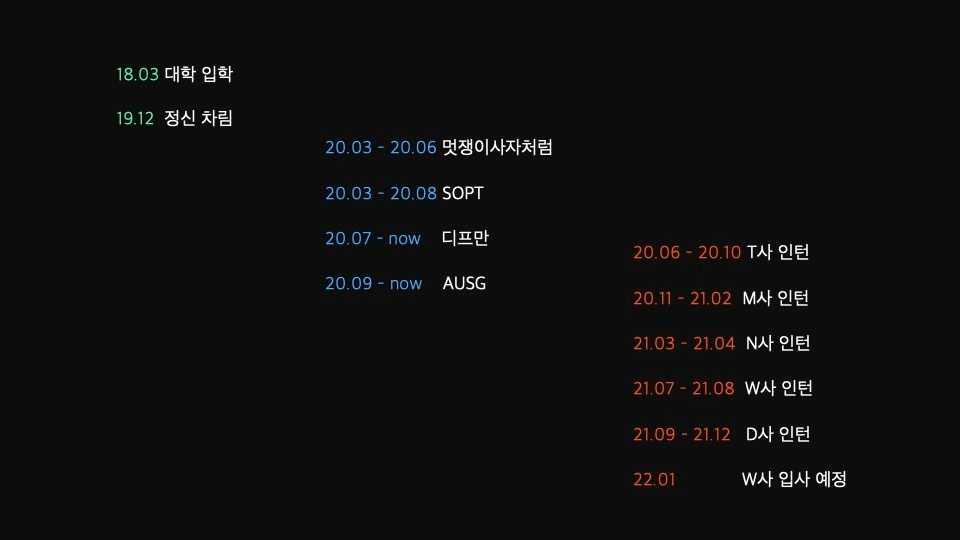 18.03 대학 입학
19.12 정신 차림
20.03 - 20.06 멋쟁이사자처럼
20.03 - 20.08 SOPT
20.07 - now 디프만
20.09 - now AUSG
20.06 - 20.10 T사 인턴
20.11 - 21.02 M사 인턴
21.03 - 21.04 N사 인턴
21.07 - 21.08 W사 인턴
21.09 - 21.12 D사 인턴
22.01 W사 입사 예정